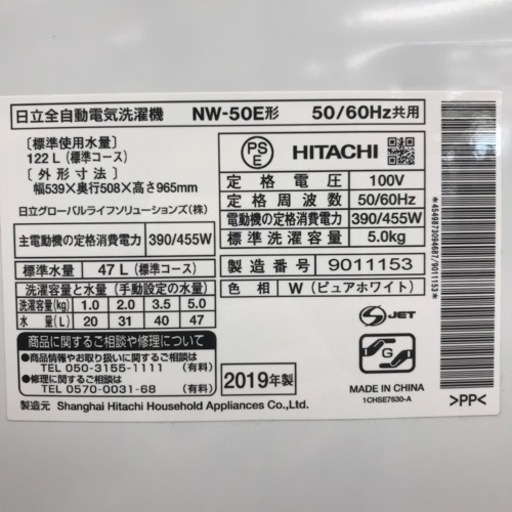 日立全自動電気洗濯機 NW-50E形 50/60Hz共用
〔標準使用水量〕
122 L (標準コース)
〔外形寸法〕
幅539×奥行508×高さ965mm
日立グローバルライフソリューションズ(株)
主電動機の定格消費電力 390/455W
標準水量 47 L (標準コース)
洗濯容量と水量 (手動設定の水量)
洗濯容量(kg) 1.0 2.0 3.5 5.0
水量(L) 20 31 40 47
商品に関するご相談や修理について
●商品情報やお取り扱いに関するご相談は
TEL 050-3155-1111 (有料)
●修理に関するご相談は
TEL 0570-0031-68 (有料)
製造元 Shanghai Hitachi Household Appliances Co.,Ltd.
PS
E
HITACHI
定格電圧 100V
定格周波数 50/60Hz
電動機の定格消費電力 390/455W
標準洗濯容量 5.0kg
製造番号 9011153
色相 W (ピュアホワイト)
2019年製
S JET
G
MADE IN CHINA
1CHSE7630-A
>PP<